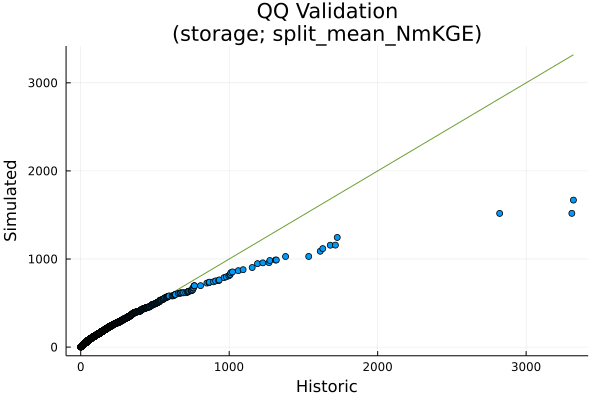 QQ Validation
(storage; split_mean_NmKGE)
3000
2000
1000
0
Simulated
0
1000
2000
3000
Historic